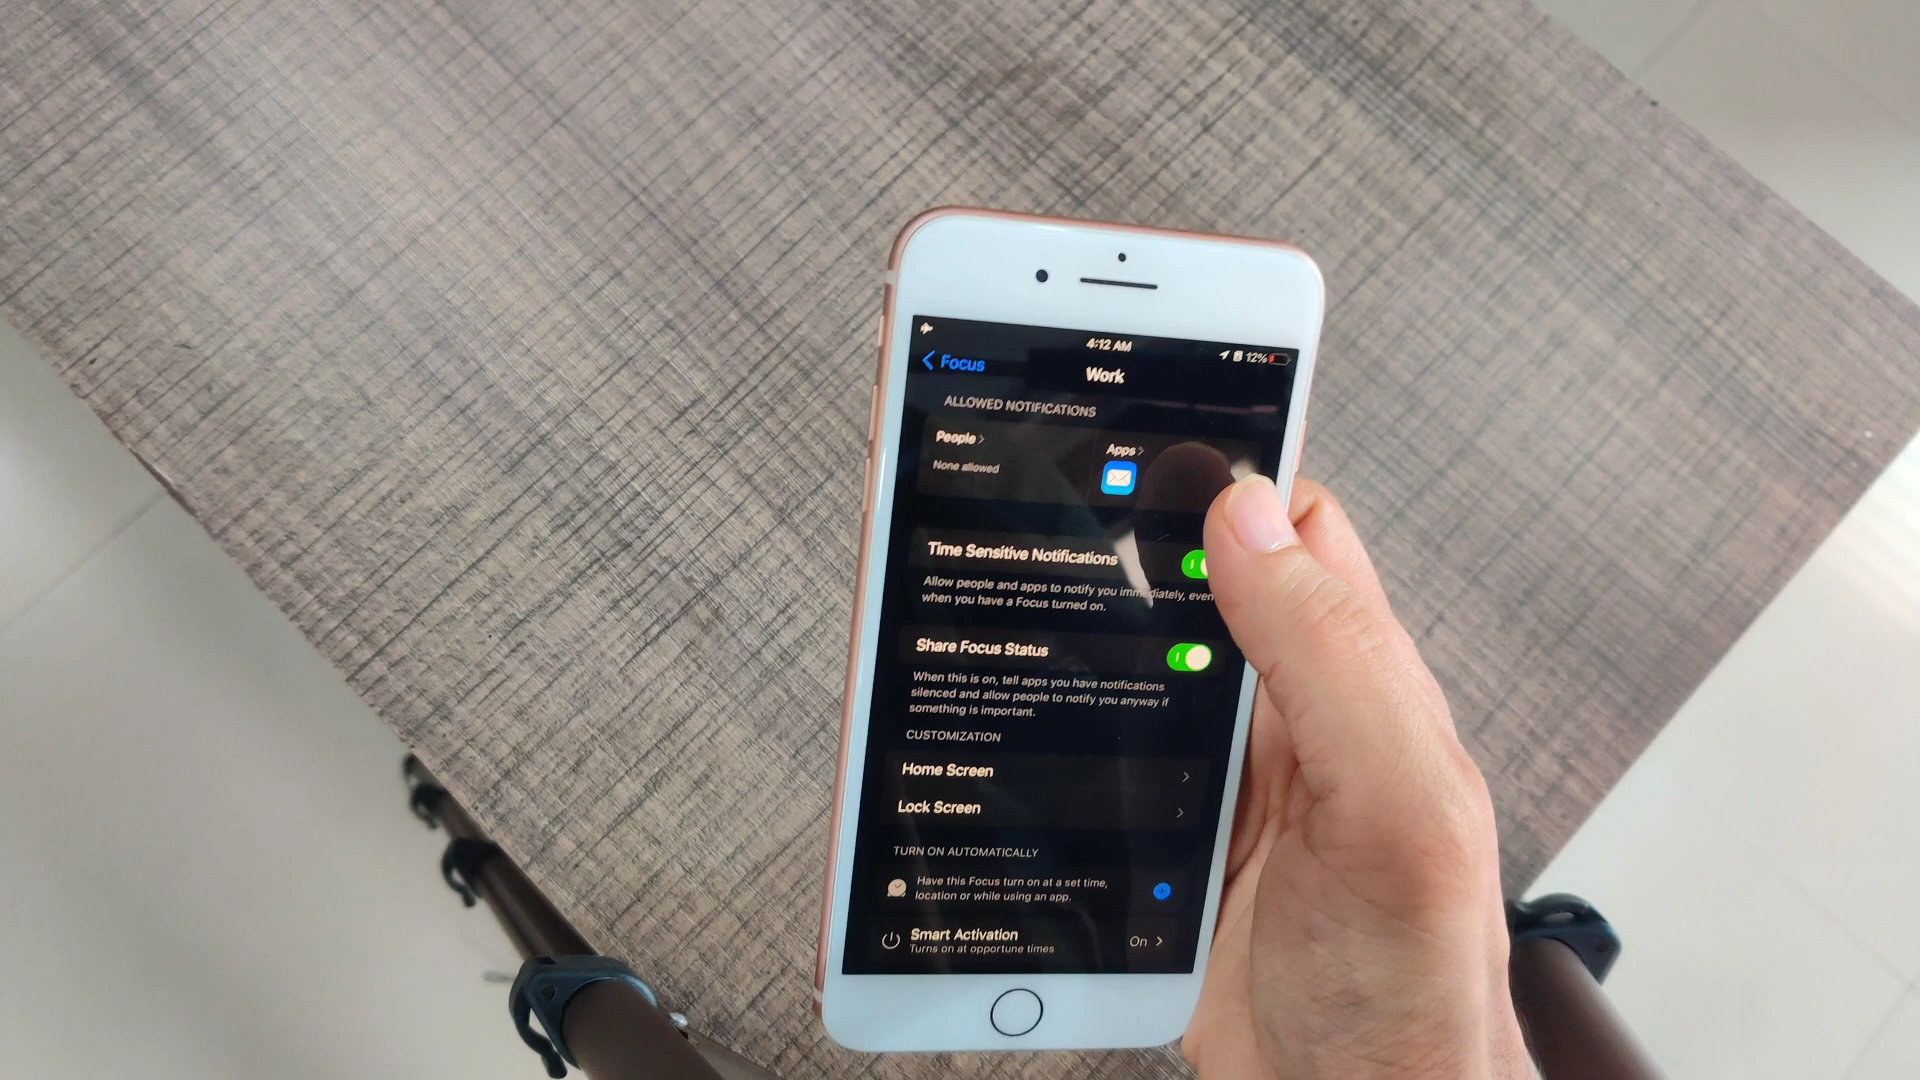 4:12 AM
12%
Focus
Work
ALLOWED NOTIFICATIONS
People
Apps
None allowed
Time Sensitive Notifications
Allow people and apps to notify you immediately, even
when you have a Focus turned on.
Share Focus Status
When this is on, tell apps you have notifications
silenced and allow people to notify you anyway if
something is important.
CUSTOMIZATION
Home Screen
Lock Screen
TURN ON AUTOMATICALLY
Have this Focus turn on at a set time,
location or while using an app.
Smart Activation
Turns on at opportune times
On